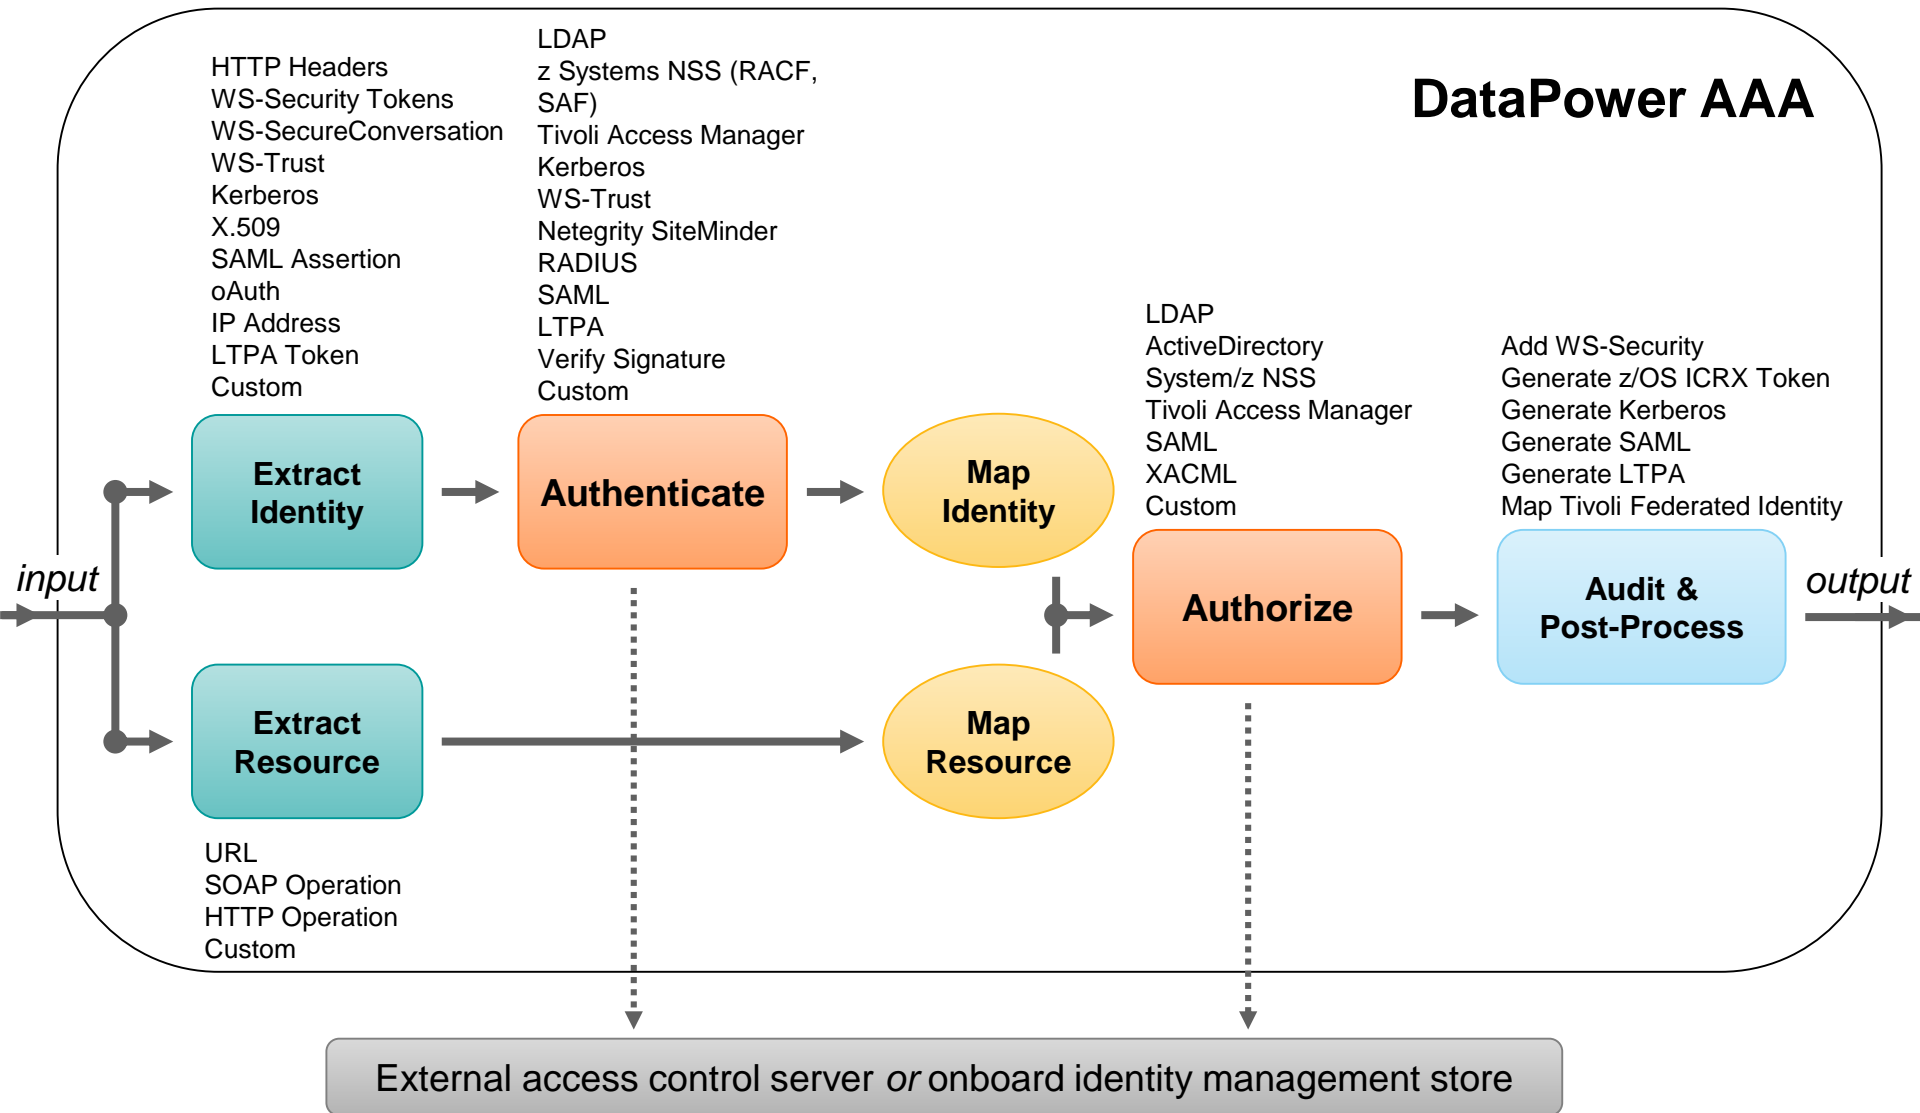 DataPower AAA
HTTP Headers
WS-Security Tokens
WS-SecureConversation
WS-Trust
Kerberos
X.509
SAML Assertion
oAuth
IP Address
LTPA Token
Custom
LDAP
z Systems NSS (RACF,
SAF)
Tivoli Access Manager
Kerberos
WS-Trust
Netegrity SiteMinder
RADIUS
SAML
LTPA
Verify Signature
Custom
LDAP
ActiveDirectory
System/z NSS
Tivoli Access Manager
SAML
XACML
Custom
Add WS-Security
Generate z/OS ICRX Token
Generate Kerberos
Generate SAML
Generate LTPA
Map Tivoli Federated Identity
input
Extract
Identity
Authenticate
Map
Identity
Authorize
Audit &
Post-Process
output
Extract
Resource
Map
Resource
URL
SOAP Operation
HTTP Operation
Custom
External access control server or onboard identity management store